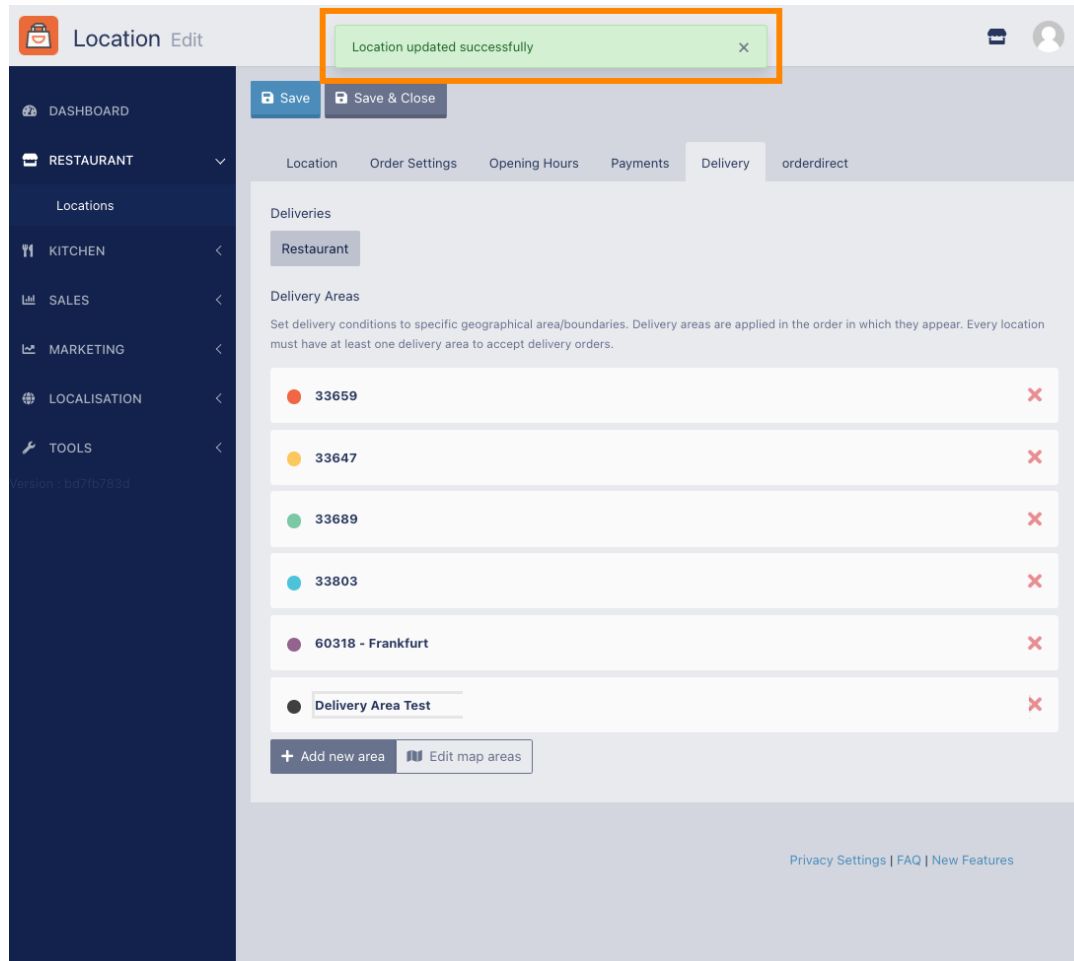 Location Edit
Location updated successfully
Save
Save & Close
DASHBOARD
RESTAURANT
Locations
KITCHEN
SALES
MARKETING
LOCALISATION
TOOLS
Version : bd7fb783d
Location
Order Settings
Opening Hours
Payments
Delivery
orderdirect
Deliveries
Restaurant
Delivery Areas
Set delivery conditions to specific geographical area/boundaries. Delivery areas are applied in the order in which they appear. Every location
must have at least one delivery area to accept delivery orders.
33659
33647
33689
33803
60318 - Frankfurt
Delivery Area Test
+ Add new area
Edit map areas
Privacy Settings | FAQ | New Features